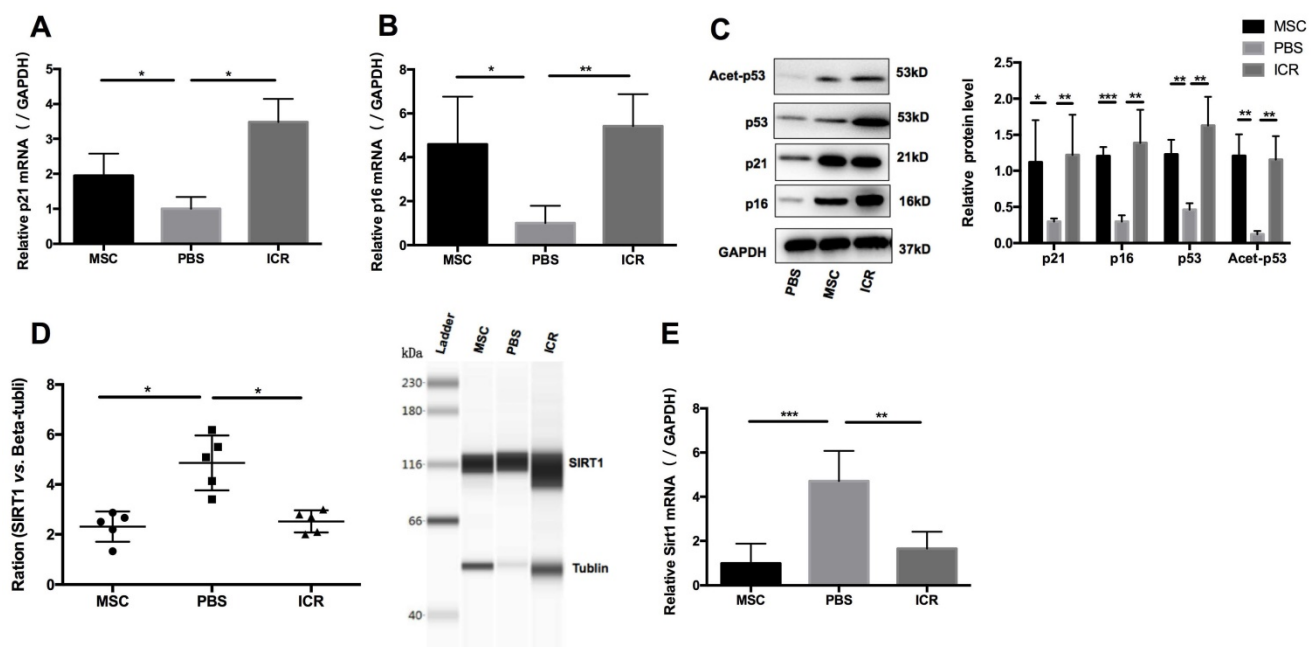 A
Relative p21 mRNA ( / GAPDH)
5
4
3
2
1
0
*
*
MSC
PBS
ICR
B
Relative p16 mRNA ( / GAPDH)
8
6
4
2
0
*
**
MSC
PBS
ICR
C
Acet-p53
53kD
p53
53kD
p21
21kD
p16
16kD
GAPDH
37kD
PBS
MSC
ICR
MSC
PBS
ICR
Relative protein level
2.5
2.0
1.5
1.0
0.5
0.0
*
**
***
**
**
**
**
**
p21
p16
p53
Acet-p53
D
Ration (SIRT1 vs. Beta-tubli)
8
6
4
2
0
*
*
MSC
PBS
ICR
kDa
Ladder
MSC
PBS
ICR
230
180
116
66
40
SIRT1
Tublin
E
Relative Sirt1 mRNA ( / GAPDH)
8
6
4
2
0
***
**
MSC
PBS
ICR